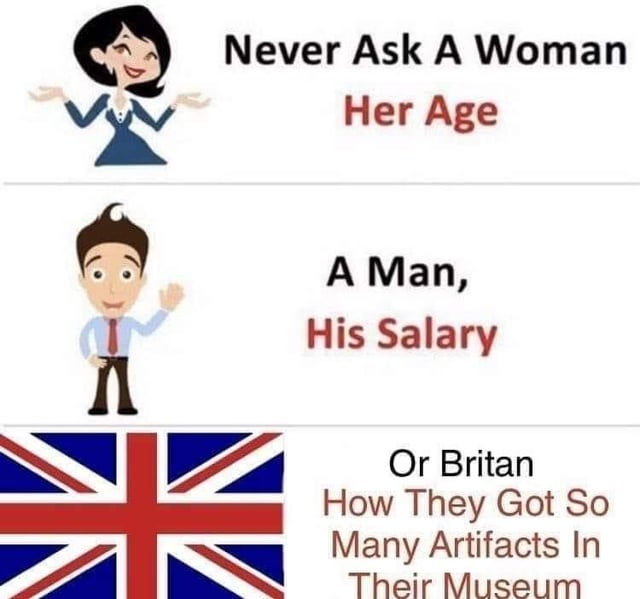 Never Ask A Woman
Her Age
A Man,
His Salary
Or Britan
How They Got So
Many Artifacts In
Their Museum